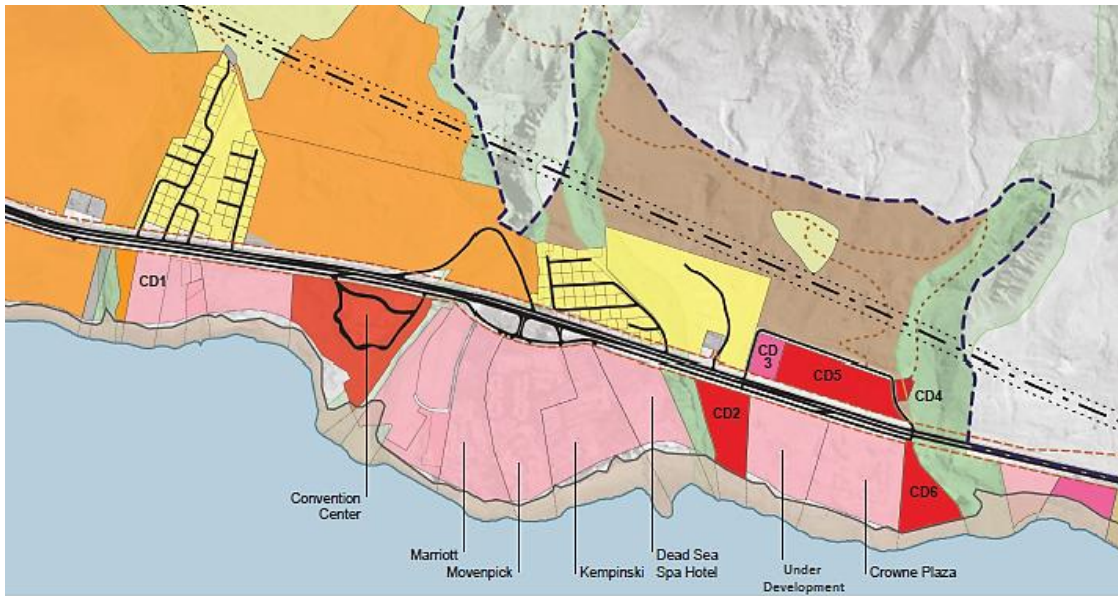 CD1
CD
3
CD5
CD4
CD2
CD6
Convention
Center
Marriott
Movenpick
Kempinski
Dead Sea
Spa Hotel
Under
Development
Crowne Plaza